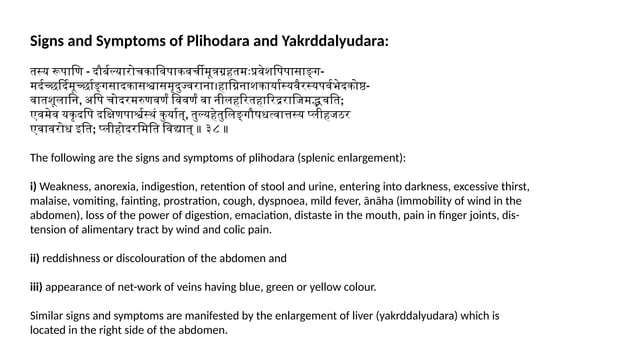 Signs and Symptoms of Plihodara and Yakrddalyudara:
तस्य रूपाणि - दौर्बल्यारोचकाविपाकवर्चोमूत्रग्रहतमःप्रवेशपिपासाङ्ग-
मर्दच्छर्दिमूर्च्छाङ्गसादकासश्वासमृदुज्वराना।हाग्निनाशकार्श्यास्यवैरस्यपर्वभेदकोष्ठ-
वातशूलानि, अपि चोदरमरुणवर्णं विवर्णं वा नीलहरितहारिद्रराजिमद्भवति;
एवमेव यकृदपि दक्षिणपार्श्वस्थं कुर्यात्, तुल्यहेतुलिङ्गौषधत्वात्तस्य प्लीहजठर
एवावरोध इति; प्लीहोदरमिति विद्यात् ॥ ३८॥
The following are the signs and symptoms of plihodara (splenic enlargement):
i) Weakness, anorexia, indigestion, retention of stool and urine, entering into darkness, excessive thirst,
malaise, vomiting, fainting, prostration, cough, dyspnoea, mild fever, ānāha (immobility of wind in the
abdomen), loss of the power of digestion, emaciation, distaste in the mouth, pain in finger joints, dis-
tension of alimentary tract by wind and colic pain.
ii) reddishness or discolouration of the abdomen and
iii) appearance of net-work of veins having blue, green or yellow colour.
Similar signs and symptoms are manifested by the enlargement of liver (yakrddalyudara) which is
located in the right side of the abdomen.